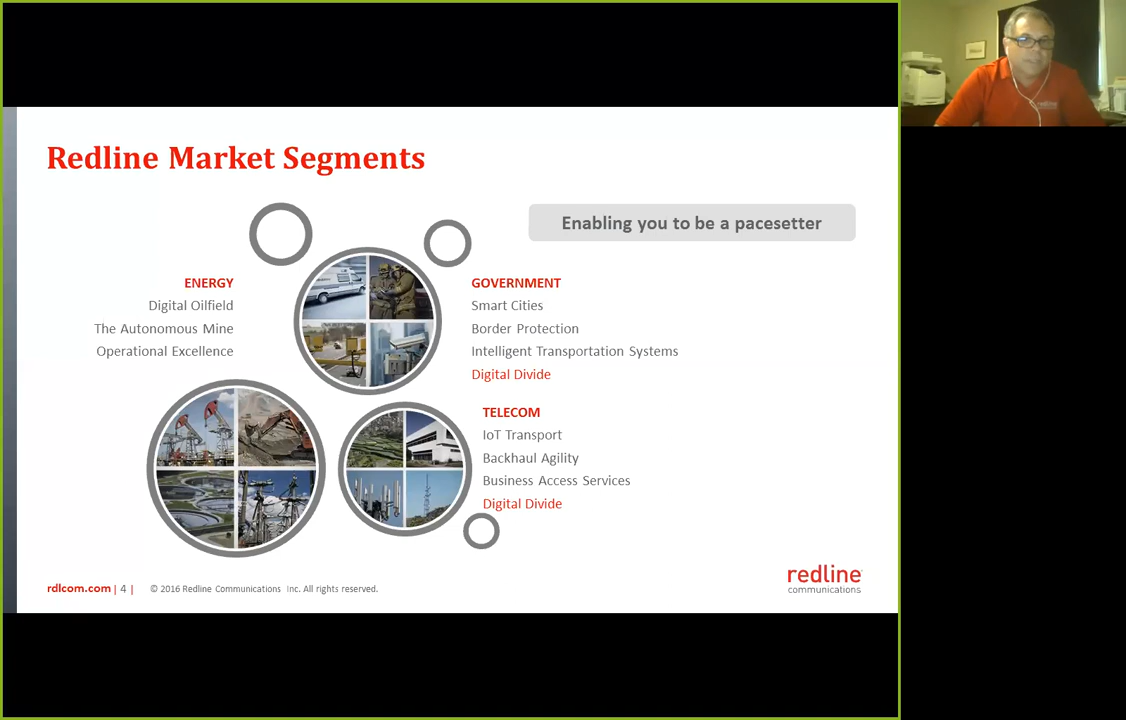 Redline Market Segments
Enabling you to be a pacesetter
ENERGY
Digital Oilfield
The Autonomous Mine
Operational Excellence
GOVERNMENT
Smart Cities
Border Protection
Intelligent Transportation Systems
Digital Divide
TELECOM
IoT Transport
Backhaul Agility
Business Access Services
Digital Divide
rdlcom.com | 4 | © 2016 Redline Communications Inc. All rights reserved.
redline
communications
redline